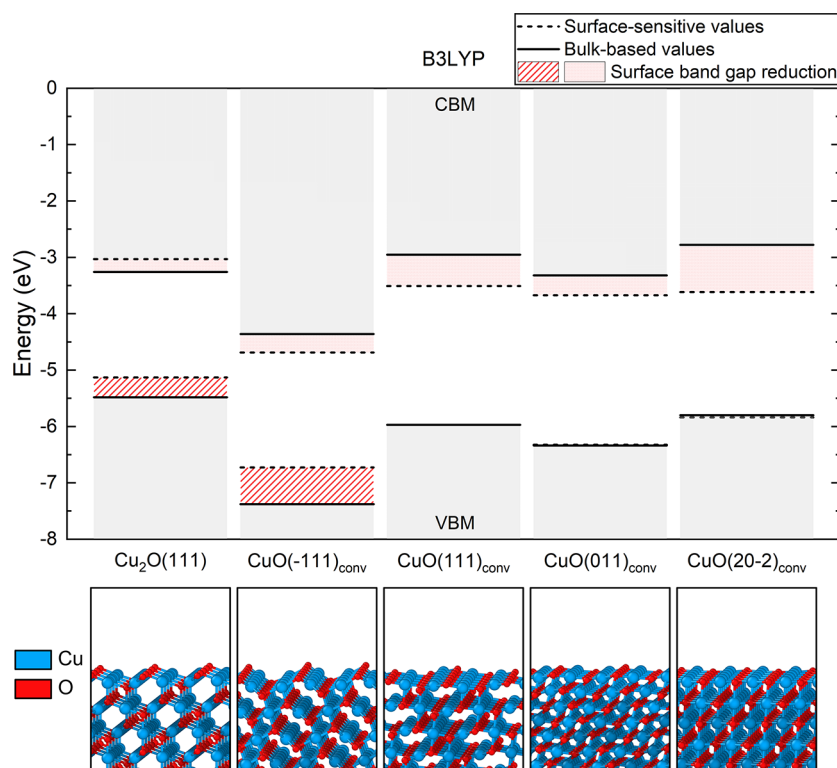 Surface-sensitive values
Bulk-based values
Surface band gap reduction
B3LYP
CBM
0
-1
-2
-3
-4
-5
-6
-7
-8
Energy (eV)
VBM
Cu₂O(111) CuO(-111)conv CuO(111)conv CuO(011)conv CuO(20-2)conv
Cu
O